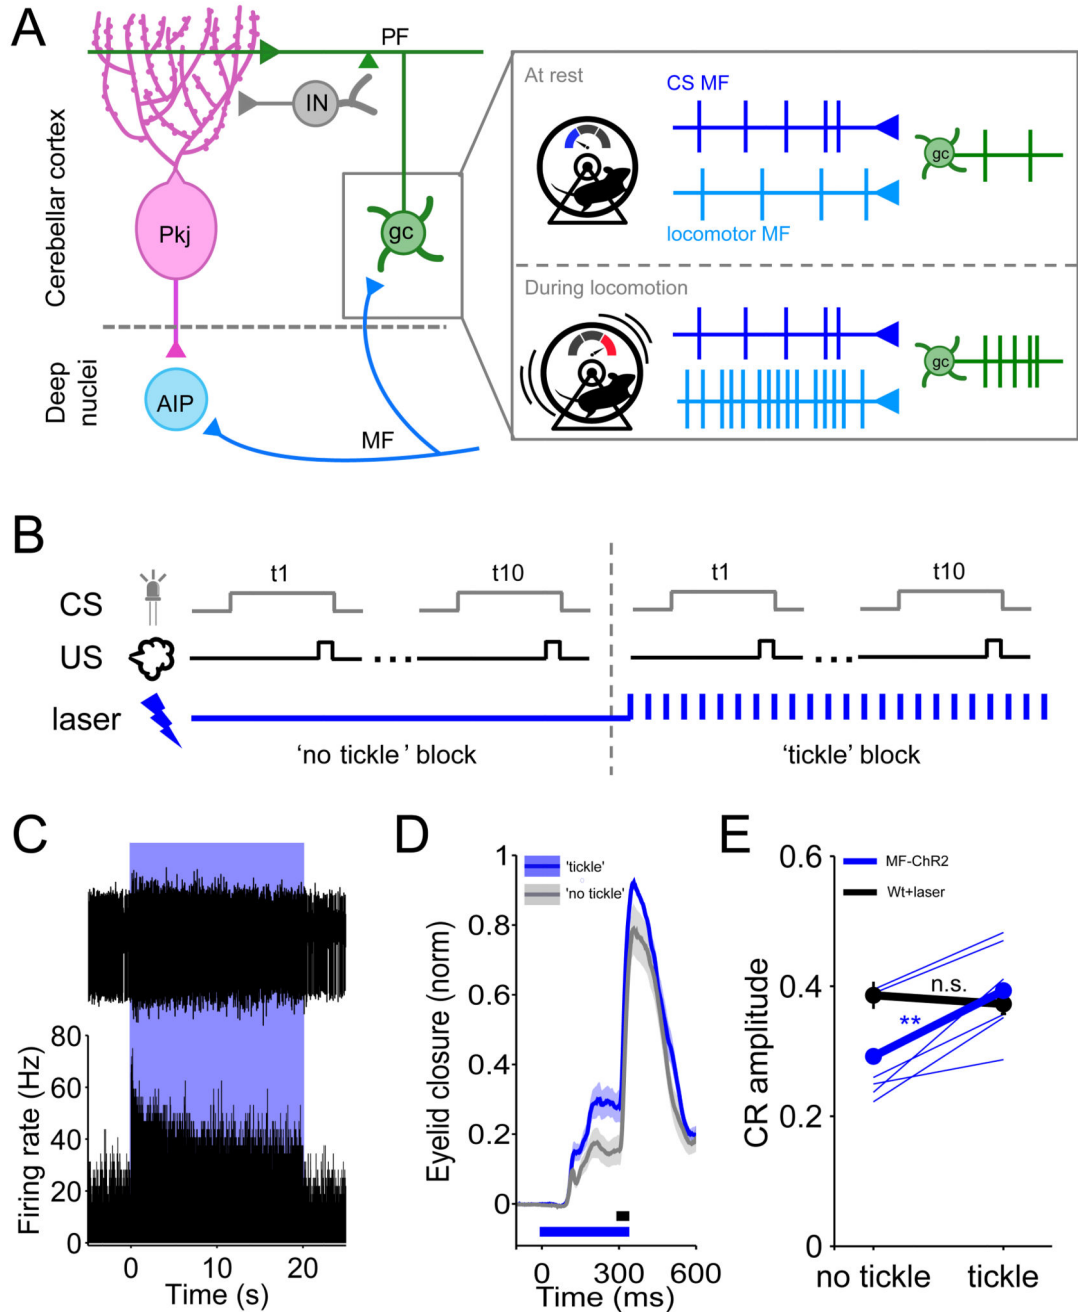 A
PF
IN
Pkj
gc
AIP
MF
Cerebellar cortex
Deep
nuclei
At rest
CS MF
gc
locomotor MF
During locomotion
gc
B
CS
t1
t10
t1
t10
US
...
...
laser
'no tickle' block
'tickle' block
C
80
60
40
20
0
Firing rate (Hz)
0
20
Time (s)
D
'tickle'
'no tickle'
1
0.8
0.6
0.4
0.2
0
Eyelid closure (norm)
0
300
600
Time (ms)
E
MF-ChR2
Wt+laser
0.6
0.4
0.2
0
CR amplitude
n.s.
**
no tickle
tickle